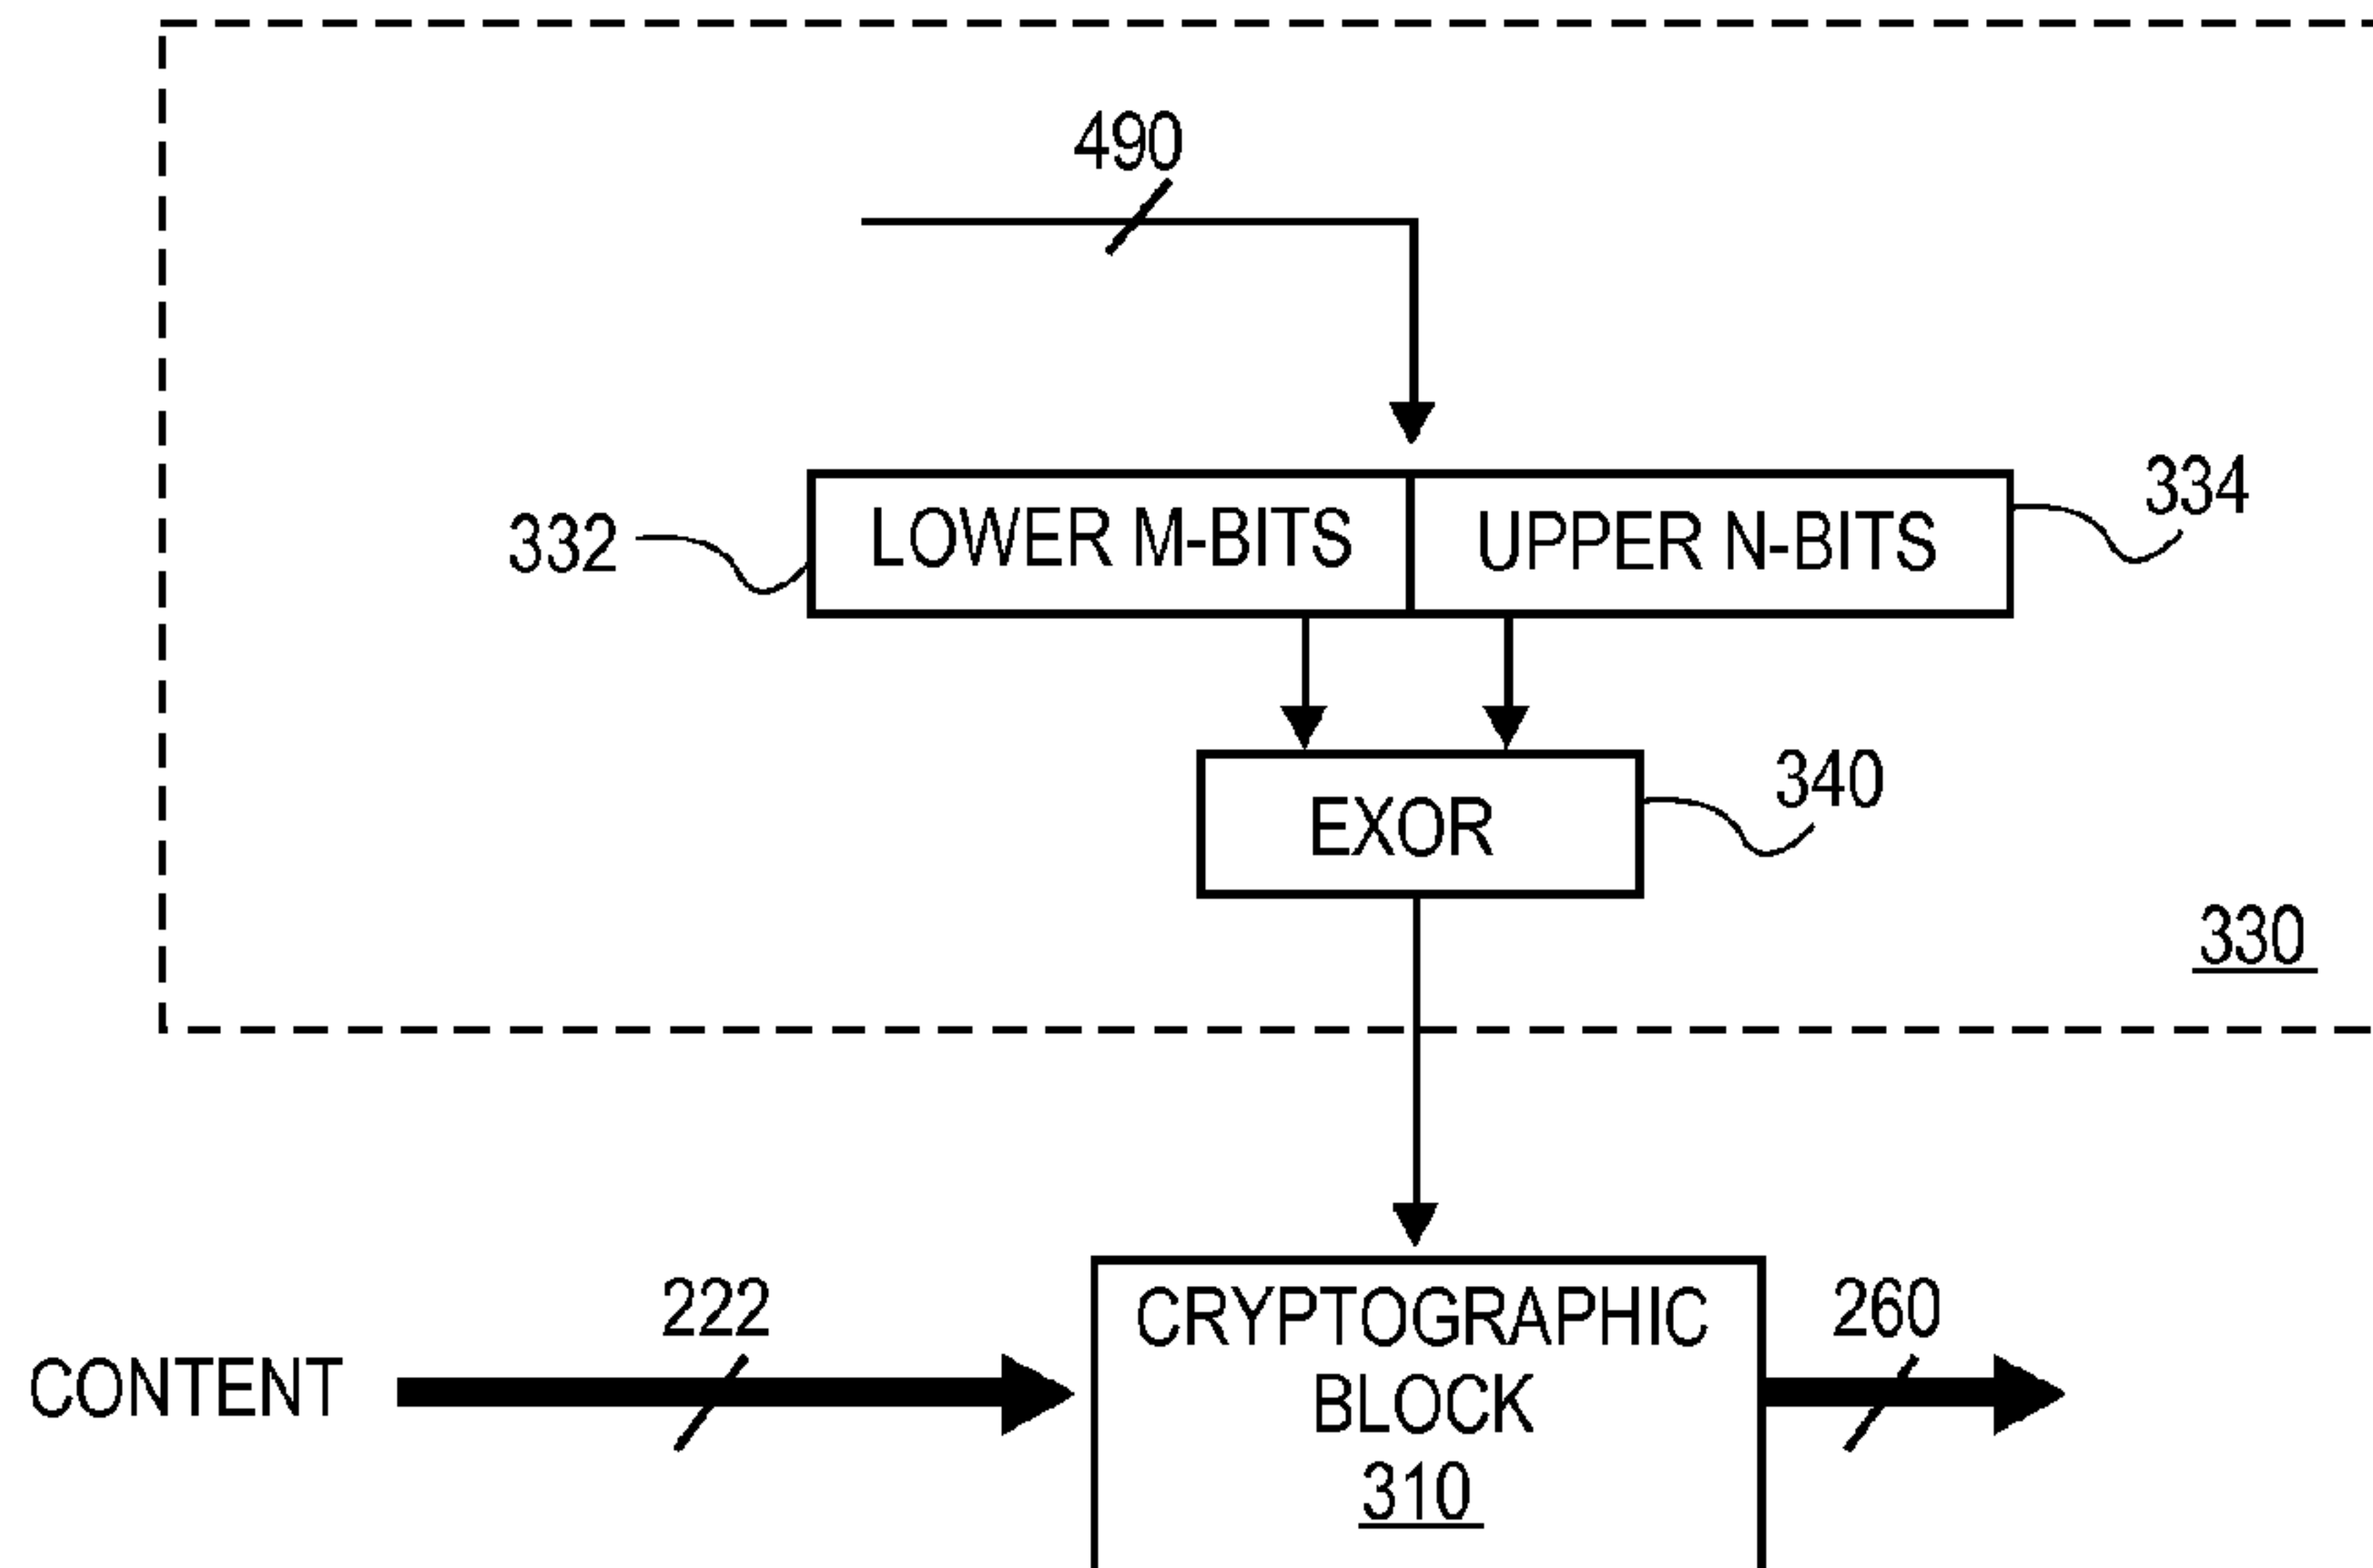 490
332
LOWER M-BITS
UPPER N-BITS
334
EXOR
340
330
CONTENT
222
CRYPTOGRAPHIC
BLOCK
310
260